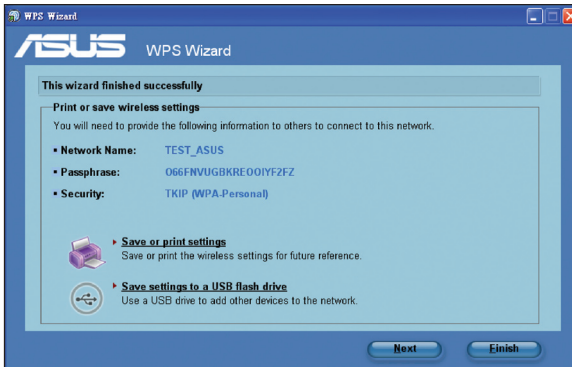 WPS Wizard
ASUS WPS Wizard
This wizard finished successfully
Print or save wireless settings
You will need to provide the following information to others to connect to this network.
Network Name: TEST_ASUS
Passphrase: O66FNVUGBKREOOIYF2FZ
Security: TKIP (WPA-Personal)
Save or print settings
Save or print the wireless settings for future reference.
Save settings to a USB flash drive
Use a USB drive to add other devices to the network.
Next Finish